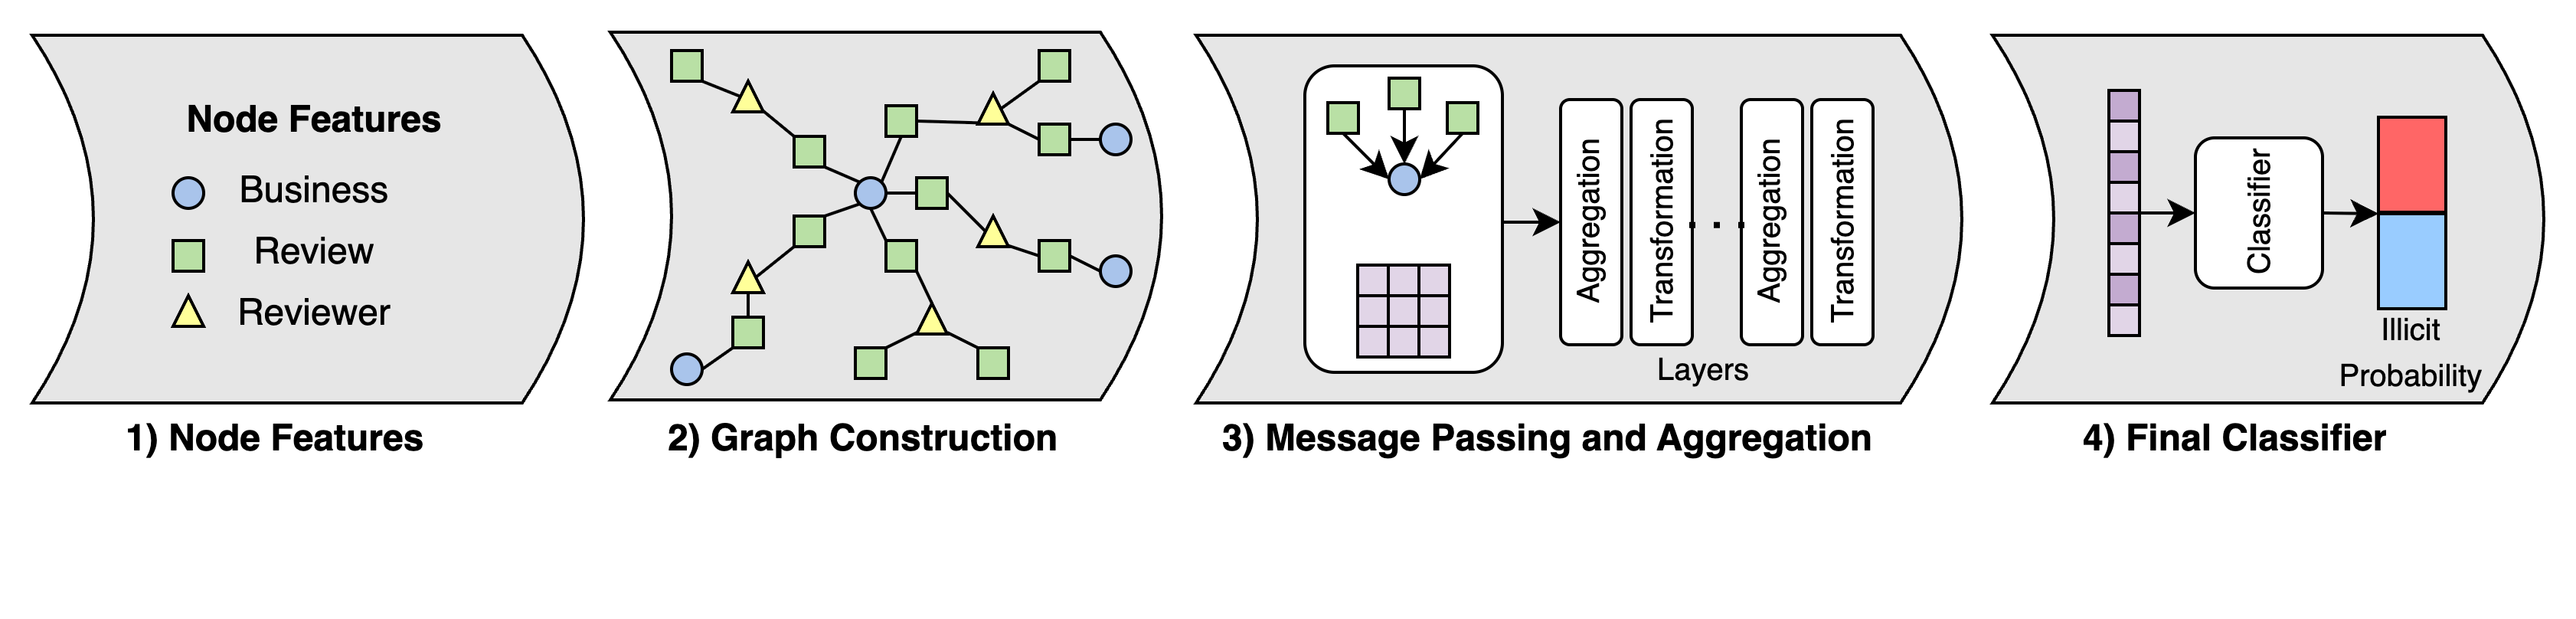 Node Features
Business
Review
Reviewer
1) Node Features
2) Graph Construction
Aggregation
Transformation
...
Aggregation
Transformation
Layers
3) Message Passing and Aggregation
Classifier
Illicit
Probability
4) Final Classifier